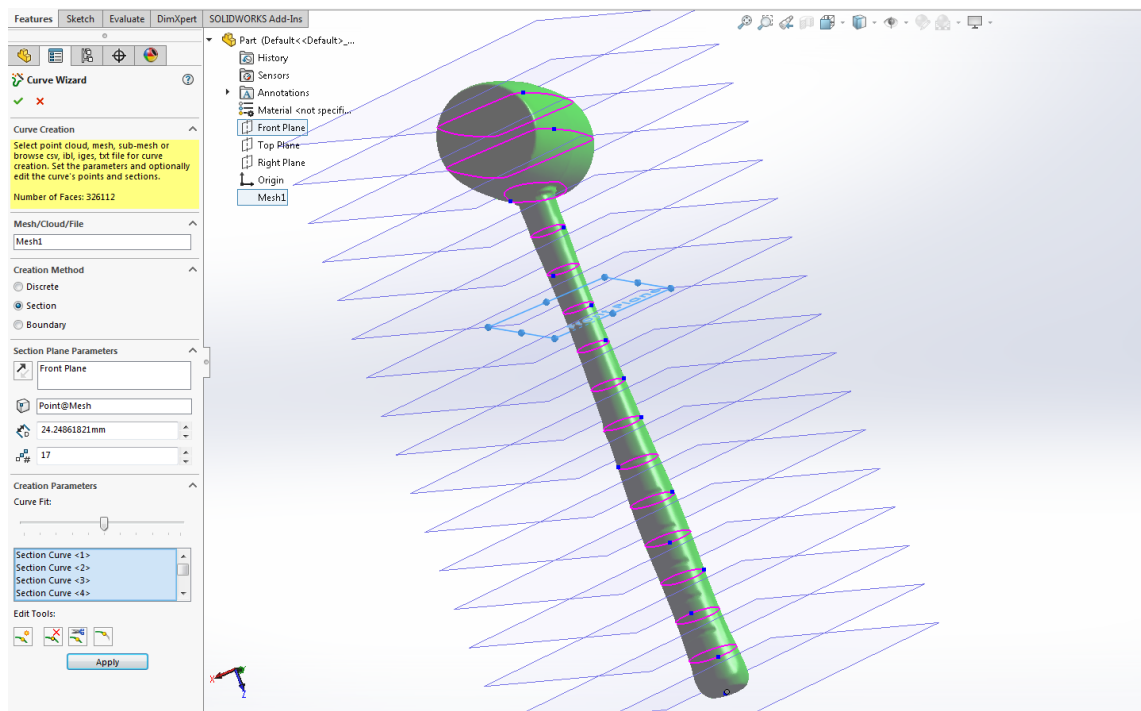 Features Sketch Evaluate DimXpert SOLIDWORKS Add-Ins
Curve Wizard
Curve Creation
Select point cloud, mesh, sub-mesh or
browse csv, ibl, iges, txt file for curve
creation. Set the parameters and optionally
edit the curve's points and sections.
Number of Faces: 326112
Mesh/Cloud/File
Mesh1
Creation Method
Discrete
Section
Boundary
Section Plane Parameters
Front Plane
Point@Mesh
24.24861821mm
17
Creation Parameters
Curve Fit:
Section Curve <1>
Section Curve <2>
Section Curve <3>
Section Curve <4>
Edit Tools:
Apply
Part (Default<<Default>_...
History
Sensors
Annotations
Material <not specifi...
Front Plane
Top Plane
Right Plane
Origin
Mesh1
X
Z